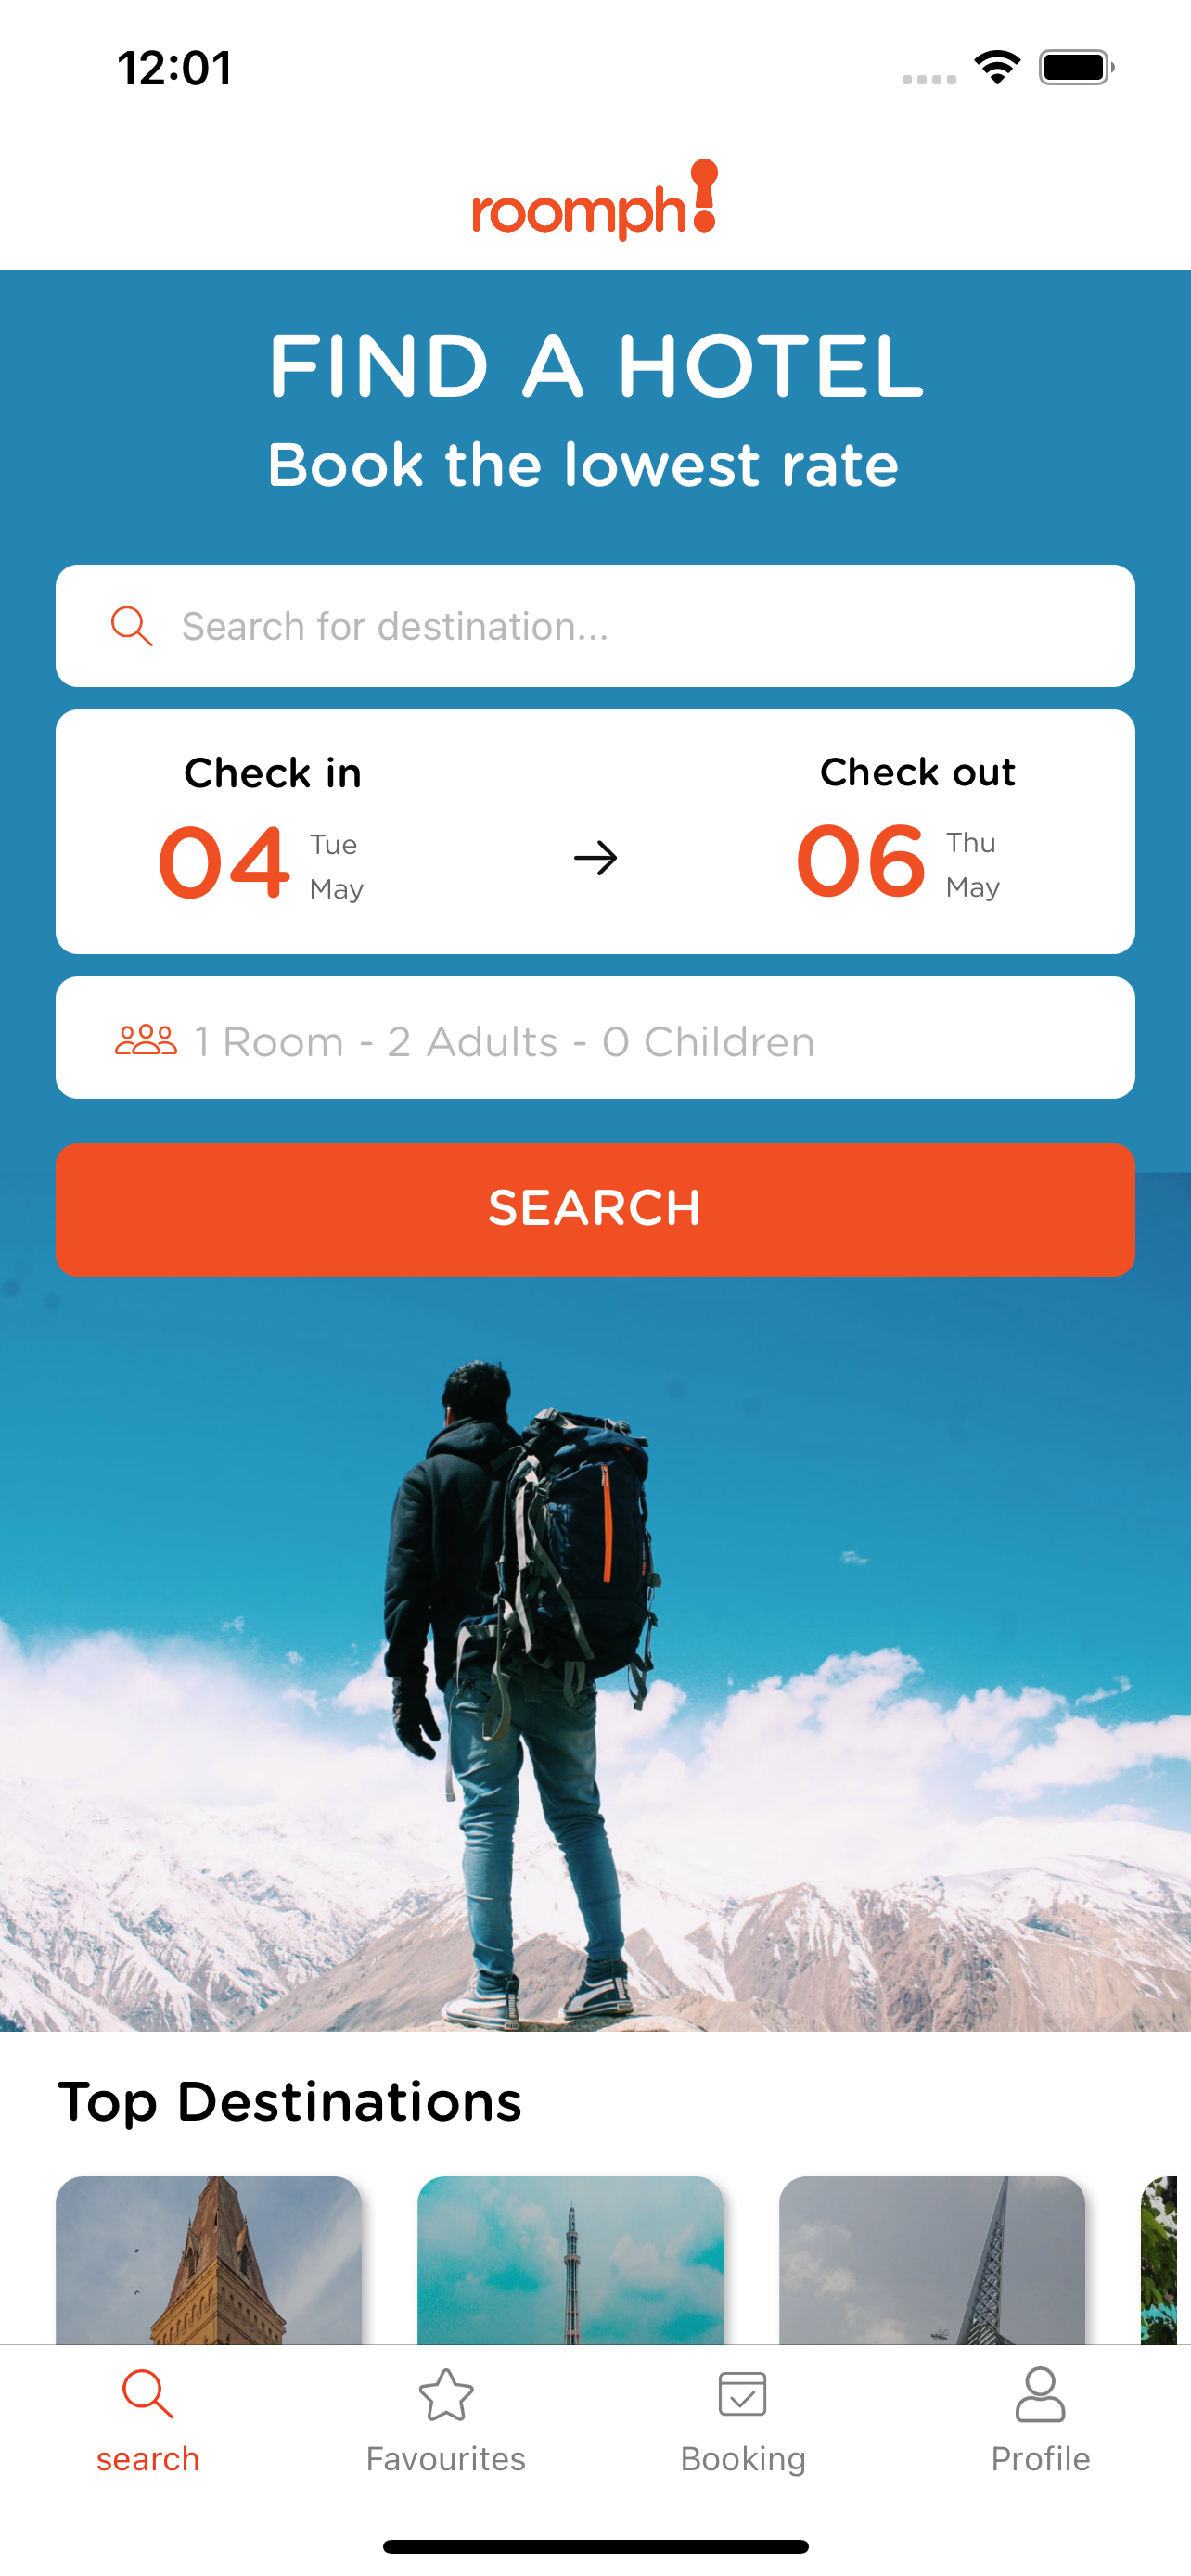 12:01
roomph!
FIND A HOTEL
Book the lowest rate
Search for destination...
Check in
04 Tue May
Check out
06 Thu May
1 Room - 2 Adults - 0 Children
SEARCH
Top Destinations
search
Favourites
Booking
Profile